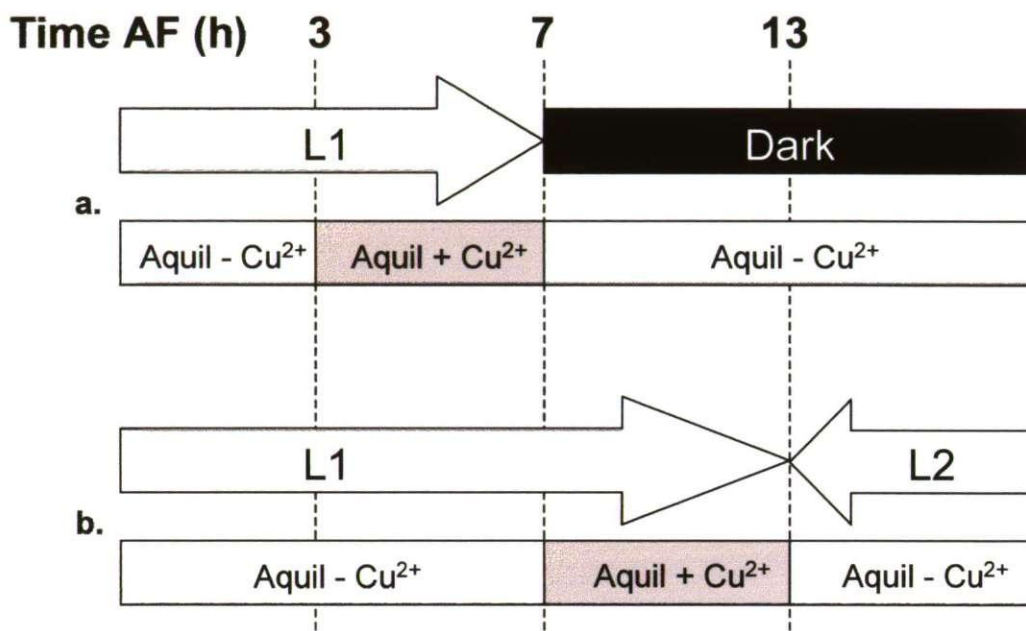 Time AF (h) 3 7 13
L1 Dark
a.
Aquil - Cu²⁺ Aquil + Cu²⁺ Aquil - Cu²⁺
L1 L2
b.
Aquil - Cu²⁺ Aquil + Cu²⁺ Aquil - Cu²⁺